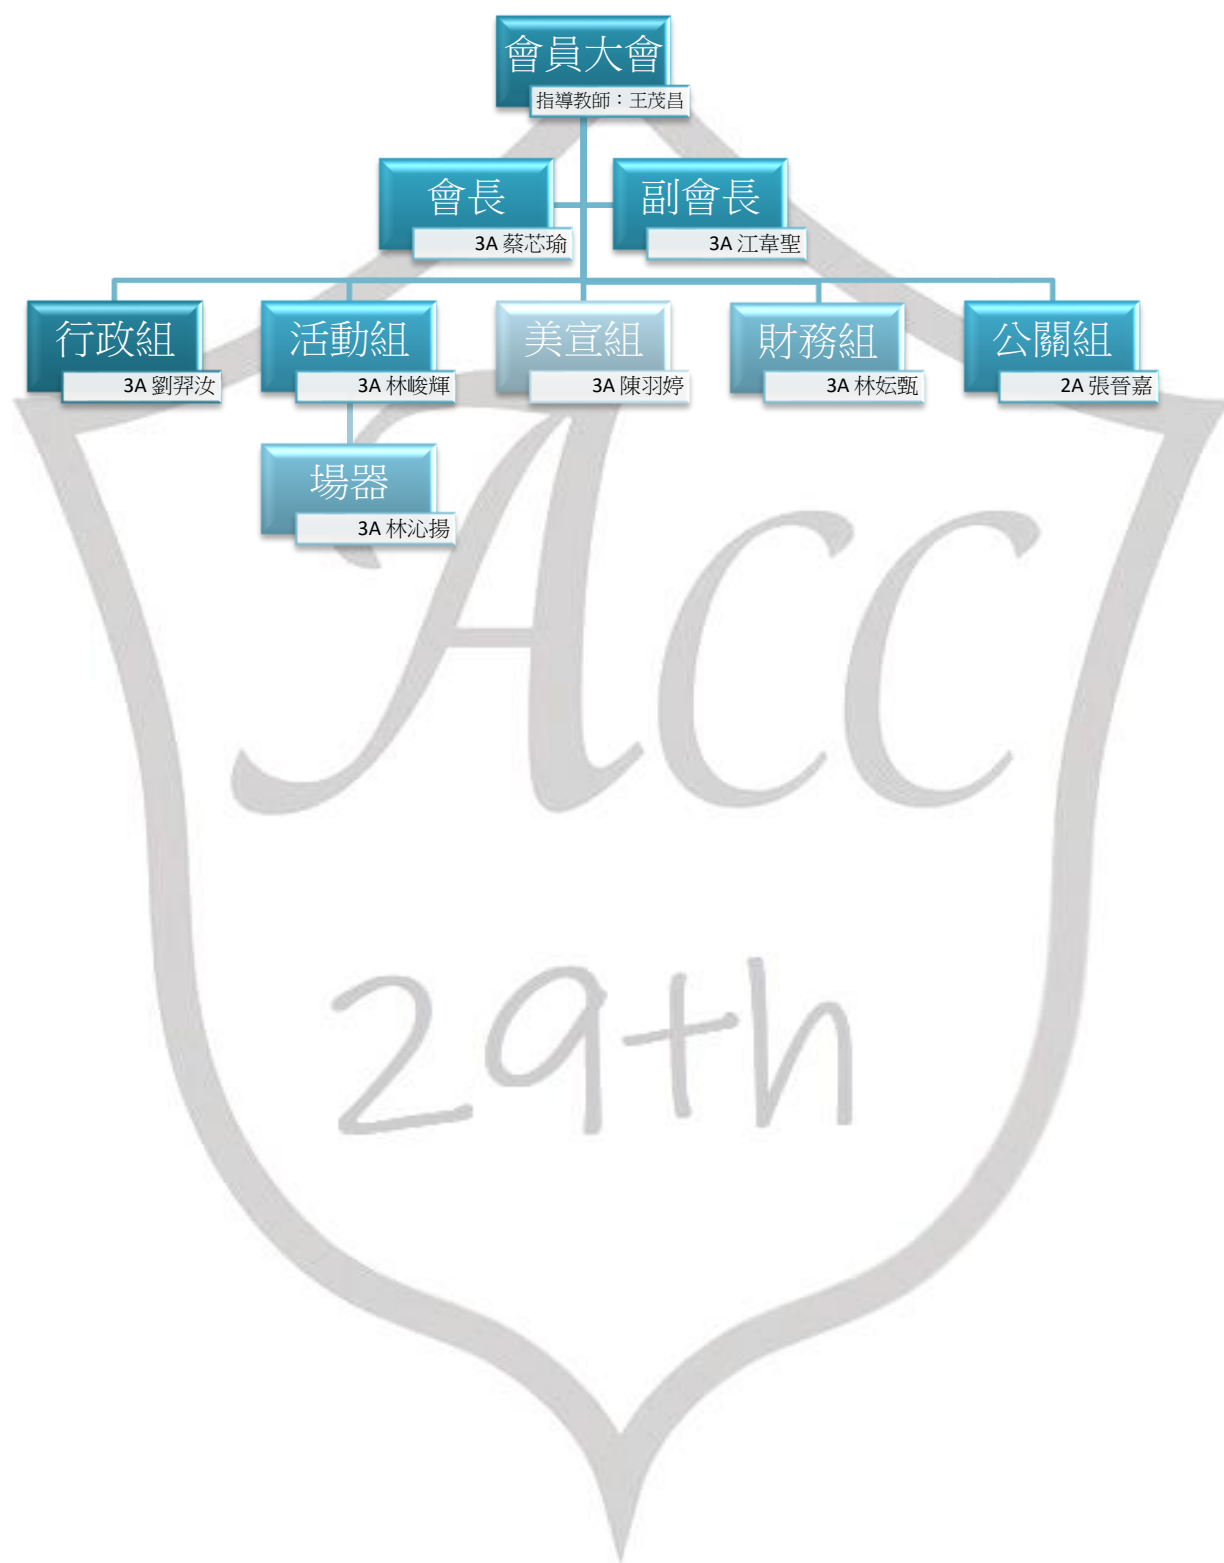 會員大會
指導教師：王茂昌
會長
3A 蔡芯瑜
副會長
3A 江韋聖
行政組
3A 劉羿汝
活動組
3A 林峻輝
美宣組
3A 陳羽婷
財務組
3A 林妘甄
公關組
2A 張晉嘉
場器
3A 林沁揚
Acc
29th